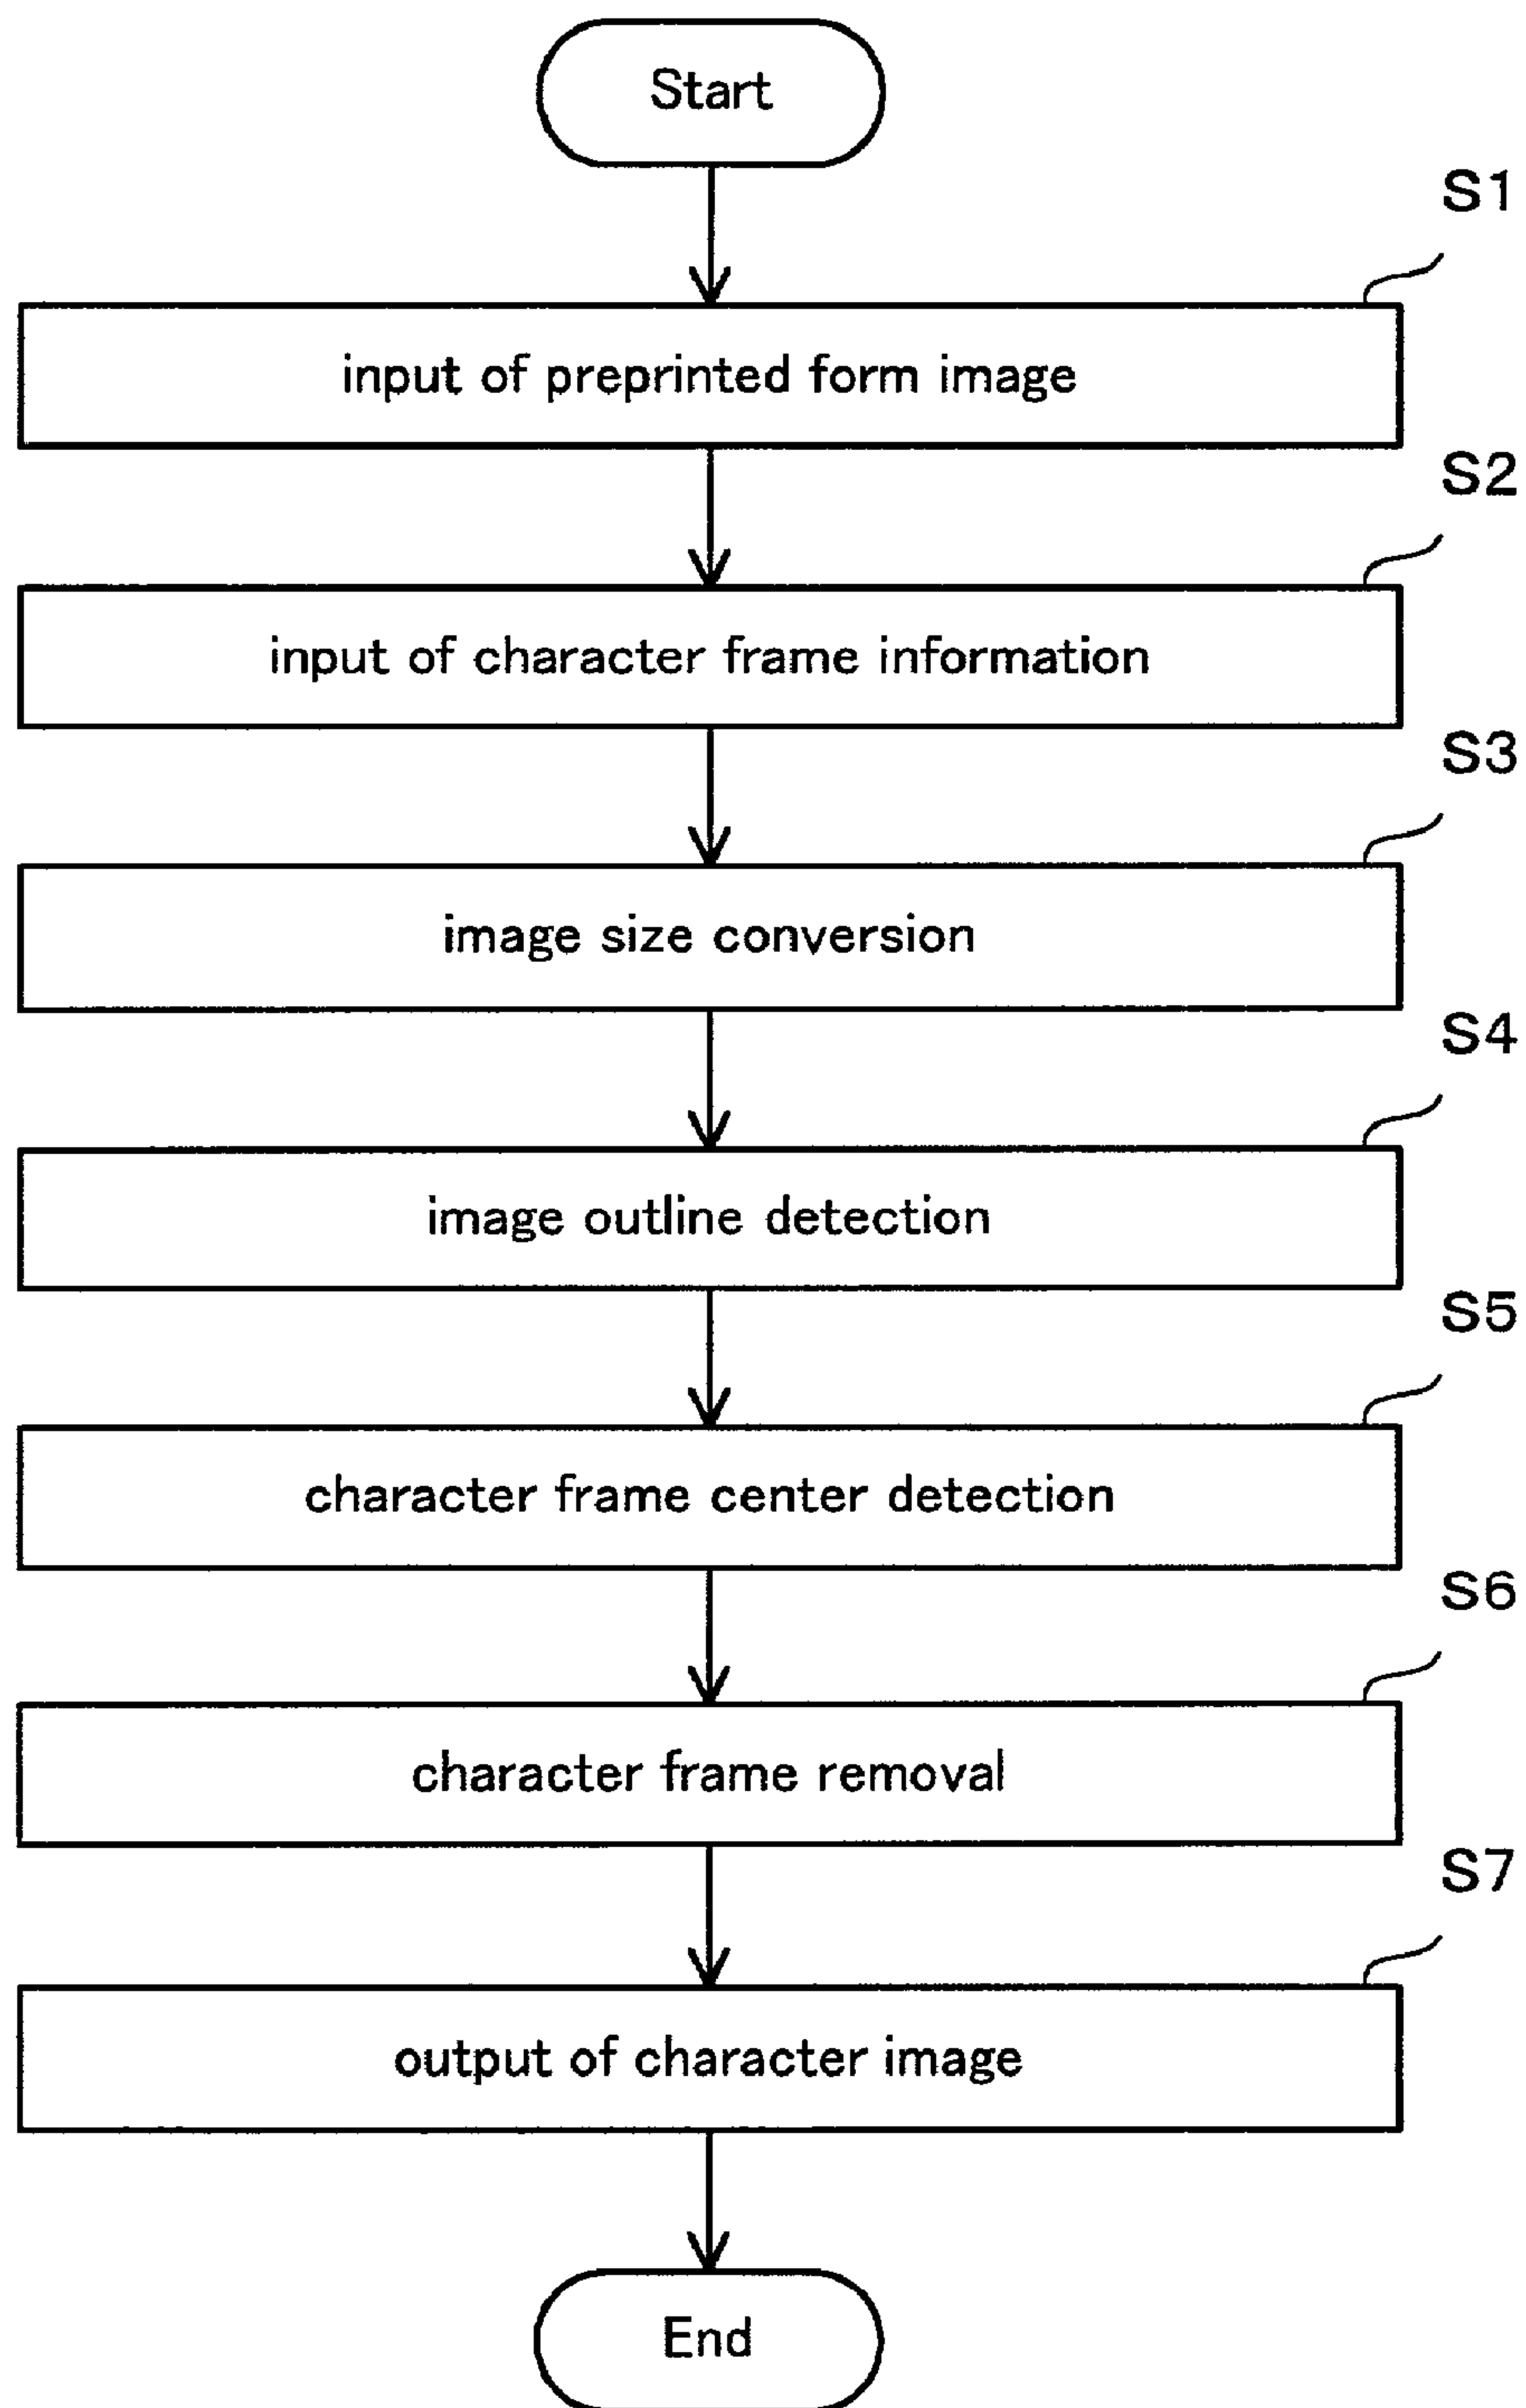 Start
S1
input of preprinted form image
S2
input of character frame information
S3
image size conversion
S4
image outline detection
S5
character frame center detection
S6
character frame removal
S7
output of character image
End